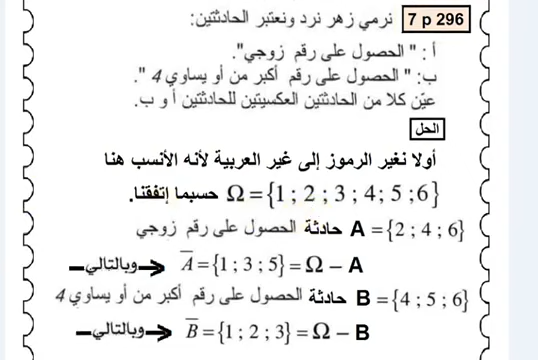 7 p 296 نرمي زهر نرد ونعتبر الحادثتين:
أ : " الحصول على رقم زوجي".
ب: " الحصول على رقم أكبر من أو يساوي 4 ".
عيّن كلا من الحادثتين العكسيتين للحادثتين أ و ب.
الحل
أولا نغير الرموز إلى غير العربية لأنه الأنسب هنا
Ω = {1 ; 2 ; 3 ; 4 ; 5 ; 6} حسبما إتفقنا.
A = {2 ; 4 ; 6} حادثة الحصول على رقم زوجي
وبالتالي A̅ = {1 ; 3 ; 5} = Ω − A
B = {4 ; 5 ; 6} حادثة الحصول على رقم أكبر من أو يساوي 4
وبالتالي B̅ = {1 ; 2 ; 3} = Ω − B